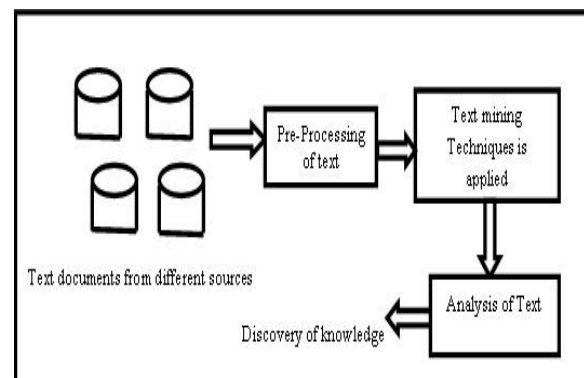 Text documents from different sources
Pre-Processing
of text
Text mining
Techniques is
applied
Analysis of Text
Discovery of knowledge